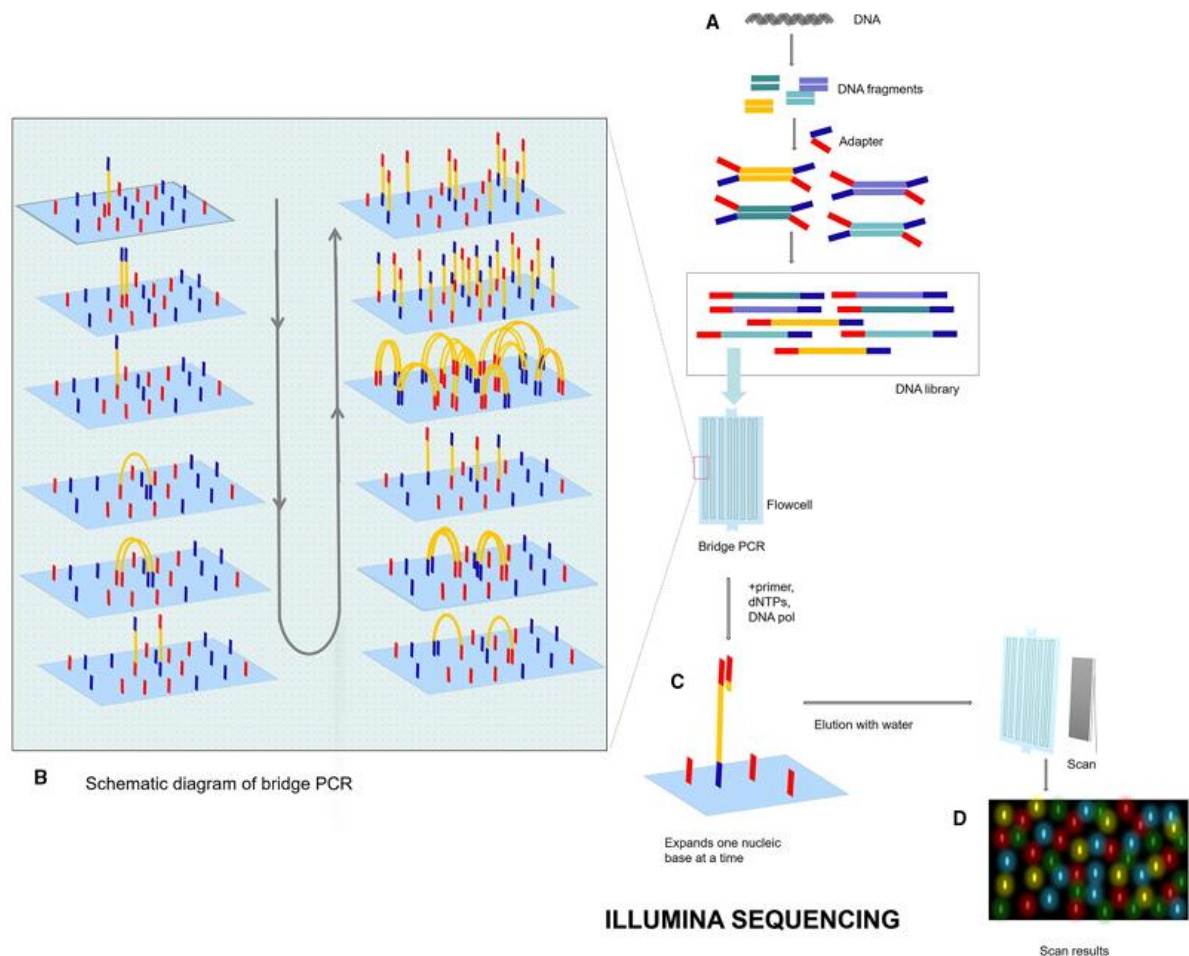 A
DNA
DNA fragments
Adapter
DNA library
Flowcell
Bridge PCR
+primer,
dNTPs,
DNA pol
B
Schematic diagram of bridge PCR
C
Elution with water
Scan
Expands one nucleic
base at a time
D
ILLUMINA SEQUENCING
Scan results